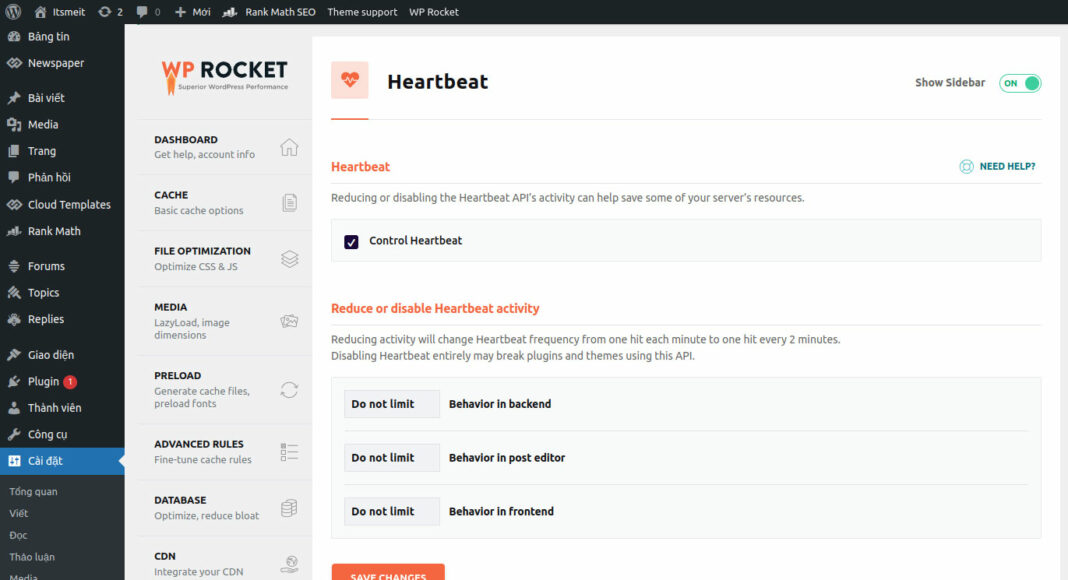 Itsmeit
2
0
Mới
Rank Math SEO
Theme support
WP Rocket
Bảng tin
Newspaper
Bài viết
Media
Trang
Phản hồi
Cloud Templates
Rank Math
Forums
Topics
Replies
Giao diện
Plugin 1
Thành viên
Công cụ
Cài đặt
Tổng quan
Viết
Đọc
Thảo luận
Media
WP ROCKET
Superior WordPress Performance
DASHBOARD
Get help, account info
CACHE
Basic cache options
FILE OPTIMIZATION
Optimize CSS & JS
MEDIA
LazyLoad, image
dimensions
PRELOAD
Generate cache files,
preload fonts
ADVANCED RULES
Fine-tune cache rules
DATABASE
Optimize, reduce bloat
CDN
Integrate your CDN
Heartbeat
Show Sidebar
ON
Heartbeat
NEED HELP?
Reducing or disabling the Heartbeat API's activity can help save some of your server's resources.
Control Heartbeat
Reduce or disable Heartbeat activity
Reducing activity will change Heartbeat frequency from one hit each minute to one hit every 2 minutes.
Disabling Heartbeat entirely may break plugins and themes using this API.
Do not limit
Behavior in backend
Do not limit
Behavior in post editor
Do not limit
Behavior in frontend
SAVE CHANGES